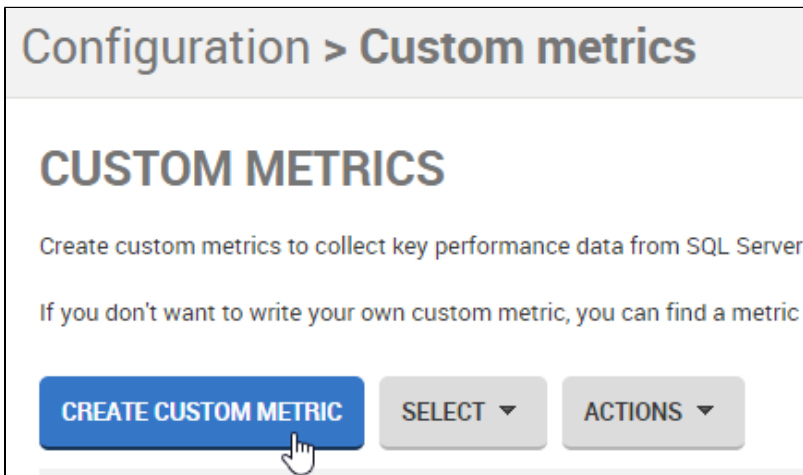 Configuration > Custom metrics
CUSTOM METRICS
Create custom metrics to collect key performance data from SQL Server
If you don't want to write your own custom metric, you can find a metric
CREATE CUSTOM METRIC SELECT ACTIONS